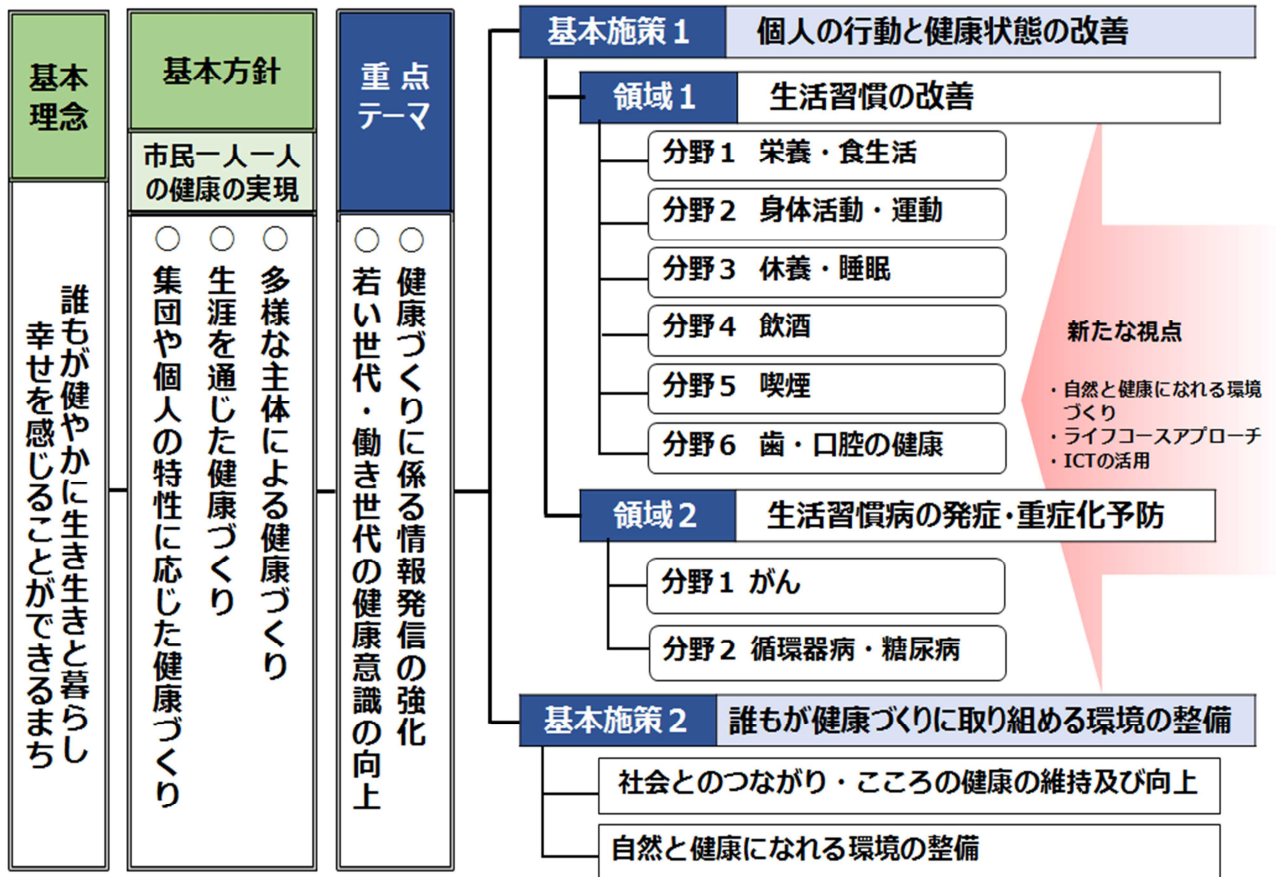 基本
理念
誰もが健やかに生き生きと暮らし
幸せを感じることができるまち
基本方針
市民一人一人
の健康の実現
○ 多様な主体による健康づくり
○ 生涯を通じた健康づくり
○ 集団や個人の特性に応じた健康づくり
重 点
テーマ
○ 健康づくりに係る情報発信の強化
○ 若い世代・働き世代の健康意識の向上
基本施策1 個人の行動と健康状態の改善
領域1 生活習慣の改善
分野1 栄養・食生活
分野2 身体活動・運動
分野3 休養・睡眠
分野4 飲酒
分野5 喫煙
分野6 歯・口腔の健康
領域2 生活習慣病の発症・重症化予防
分野1 がん
分野2 循環器病・糖尿病
基本施策2 誰もが健康づくりに取り組める環境の整備
社会とのつながり・こころの健康の維持及び向上
自然と健康になれる環境の整備
新たな視点
・自然と健康になれる環境
づくり
・ライフコースアプローチ
・ICTの活用